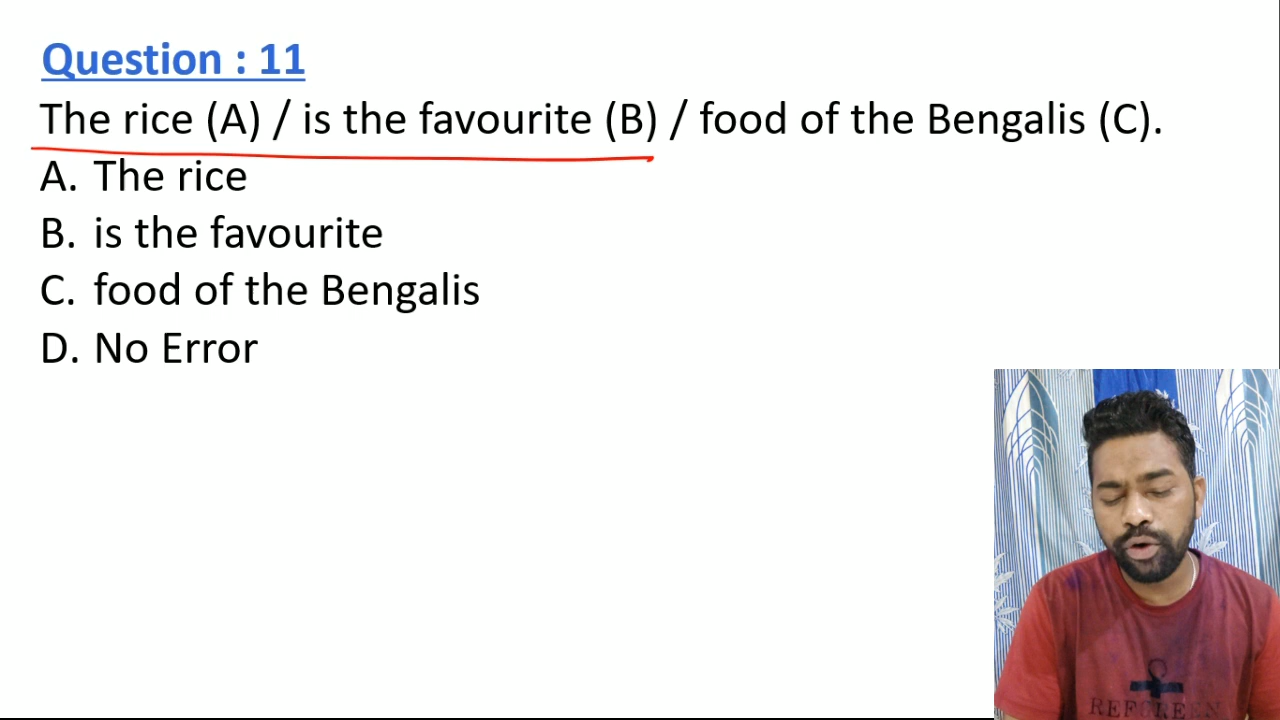 Question : 11
The rice (A) / is the favourite (B) / food of the Bengalis (C).
A. The rice
B. is the favourite
C. food of the Bengalis
D. No Error
REFGREEN